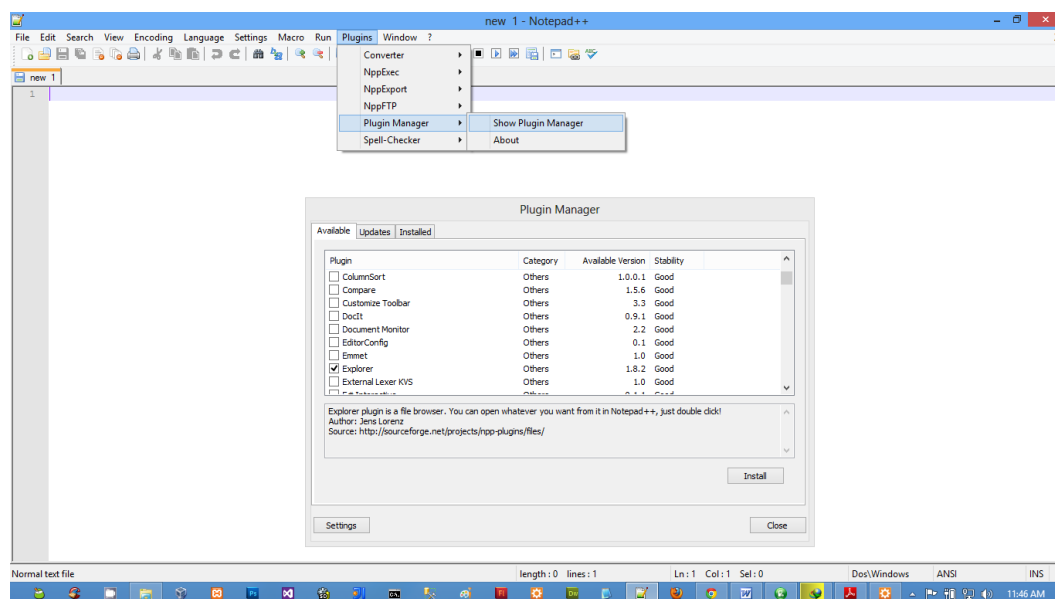 new 1 - Notepad++
File Edit Search View Encoding Language Settings Macro Run Plugins Window ?
new 1
1
Converter
NppExec
NppExport
NppFTP
Plugin Manager
Spell-Checker
Show Plugin Manager
About
Plugin Manager
Available Updates Installed
Plugin Category Available Version Stability
ColumnSort Others 1.0.0.1 Good
Compare Others 1.5.6 Good
Customize Toolbar Others 3.3 Good
DocIt Others 0.9.1 Good
Document Monitor Others 2.2 Good
EditorConfig Others 0.1 Good
Emmet Others 1.0 Good
Explorer Others 1.8.2 Good
External Lexer KVS Others 1.0 Good
Explorer plugin is a file browser. You can open whatever you want from it in Notepad++, just double click!
Author: Jens Lorenz
Source: http://sourceforge.net/projects/npp-plugins/files/
Install
Settings Close
Normal text file length : 0 lines : 1 Ln : 1 Col : 1 Sel : 0 Dos\Windows ANSI INS
11:46 AM